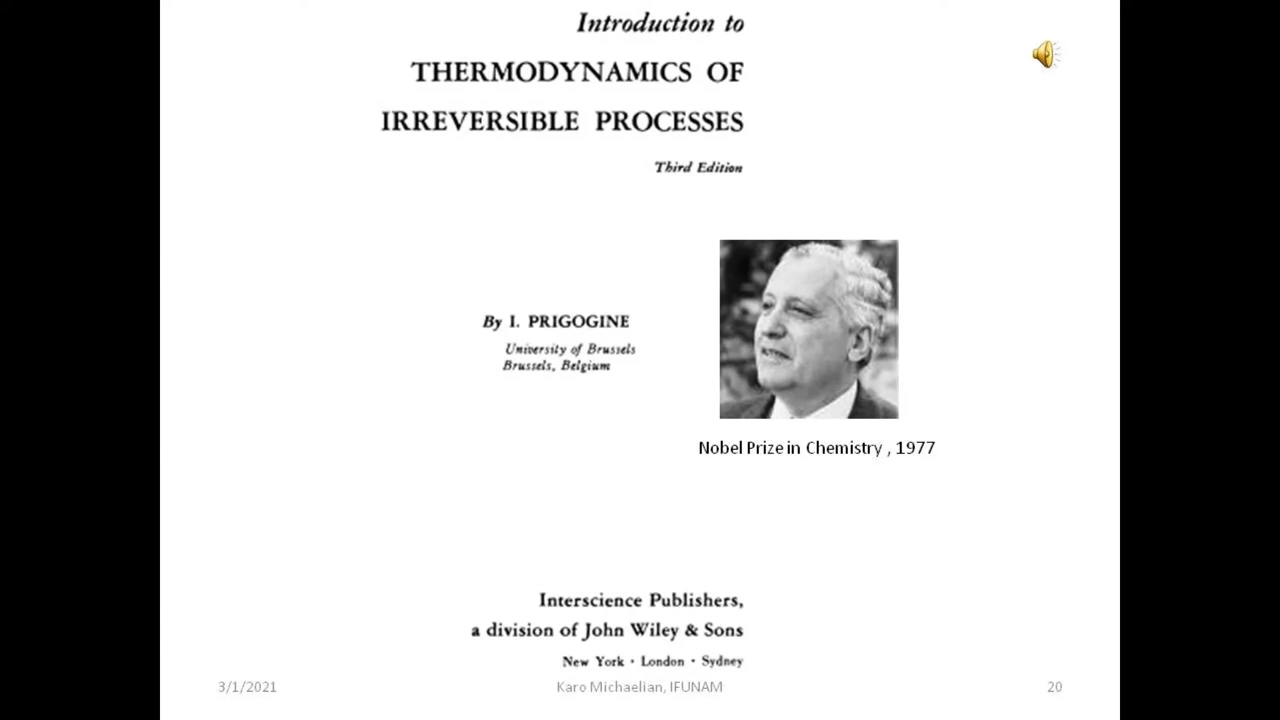 Introduction to
THERMODYNAMICS OF
IRREVERSIBLE PROCESSES
Third Edition
By I. PRIGOGINE
University of Brussels
Brussels, Belgium
Nobel Prize in Chemistry , 1977
Interscience Publishers,
a division of John Wiley & Sons
New York · London · Sydney
3/1/2021
Karo Michaelian, IFUNAM
20